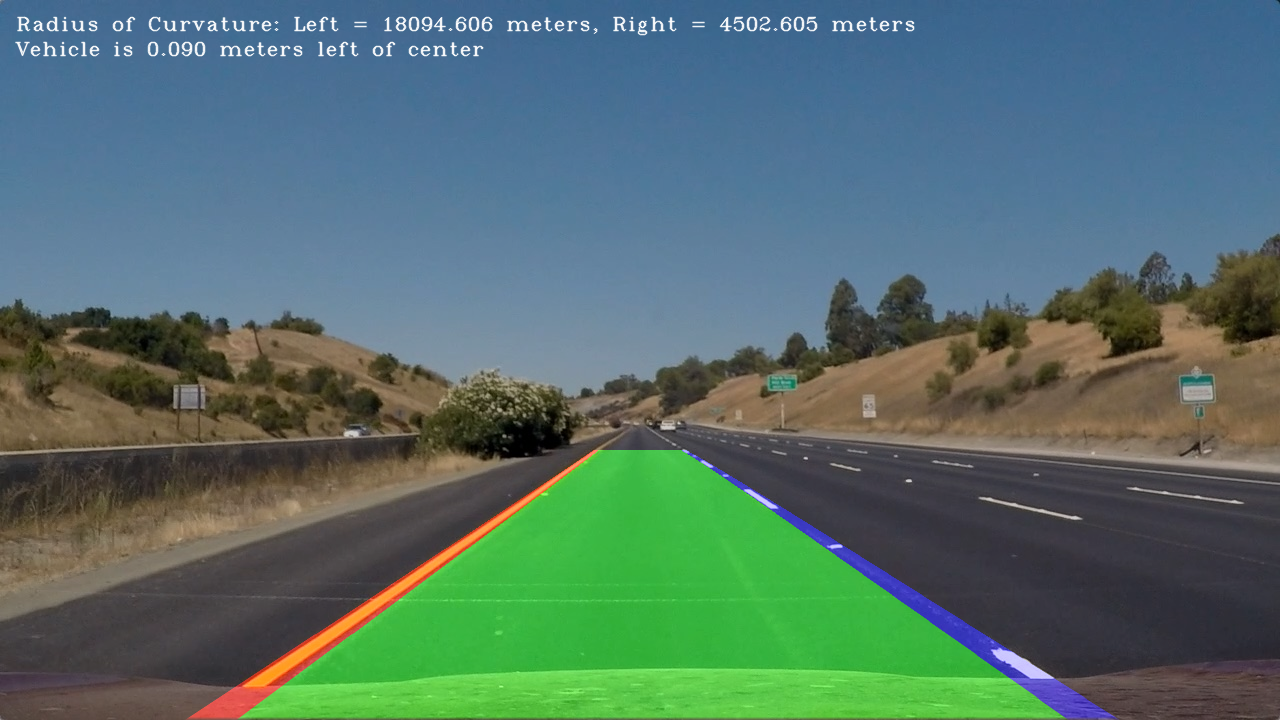 Radius of Curvature: Left = 18094.606 meters, Right = 4502.605 meters
Vehicle is 0.090 meters left of center